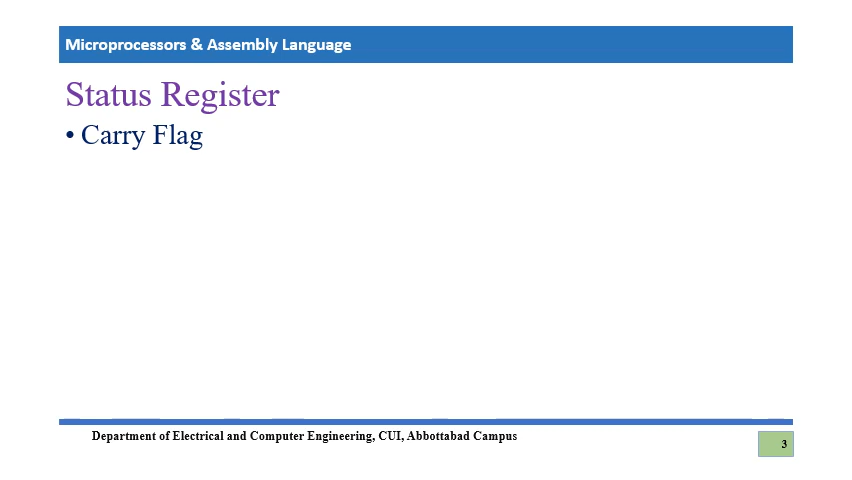 Microprocessors & Assembly Language
Status Register
• Carry Flag
Department of Electrical and Computer Engineering, CUI, Abbottabad Campus
3